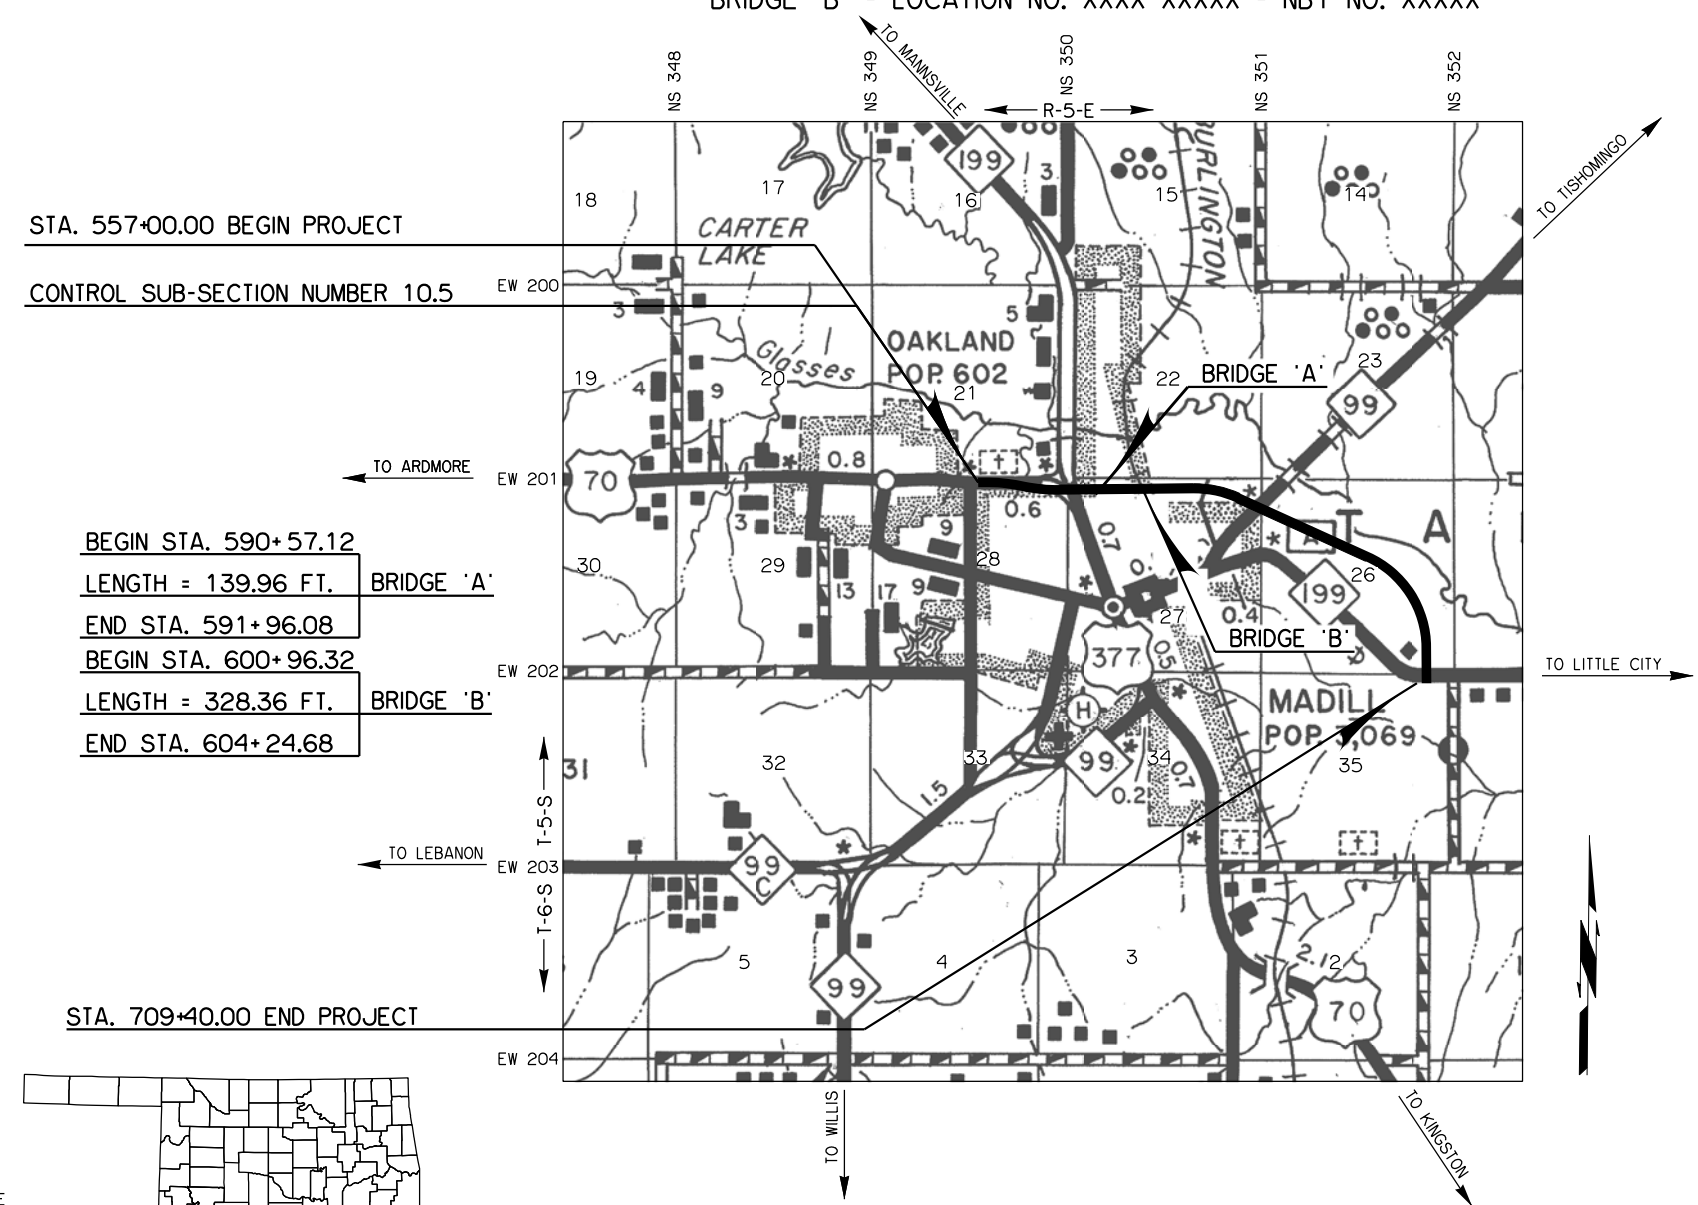 BRIDGE 'B' - LOCATION NO. XXXX XXXXX - NBI NO. XXXXX
TO MANNSVILLE
NS 348
NS 349
NS 350
NS 351
NS 352
R-5-E
TO TISHOMINGO
STA. 557+00.00 BEGIN PROJECT
CONTROL SUB-SECTION NUMBER 10.5
EW 200
18
17
16
15
14
199
3
BURLINGTON
CARTER
LAKE
3
5
OAKLAND
POP. 602
Glasses
19
20
21
22
23
4
9
BRIDGE 'A'
99
TO ARDMORE
EW 201
70
0.8
0.6
3
9
0.7
0.
T A
A
BEGIN STA. 590+57.12
LENGTH = 139.96 FT.
BRIDGE 'A'
END STA. 591+96.08
BEGIN STA. 600+96.32
LENGTH = 328.36 FT.
BRIDGE 'B'
END STA. 604+24.68
30
29
28
27
26
13
17
9
199
0.4
BRIDGE 'B'
377
0.5
EW 202
TO LITTLE CITY
MADILL
POP. 3,069
H
31
32
33
34
35
99
0.2
0.7
1.5
T-5-S
T-6-S
TO LEBANON
EW 203
99
C
5
4
3
2
2.1
99
70
STA. 709+40.00 END PROJECT
EW 204
TO WILLIS
TO KINGSTON
E